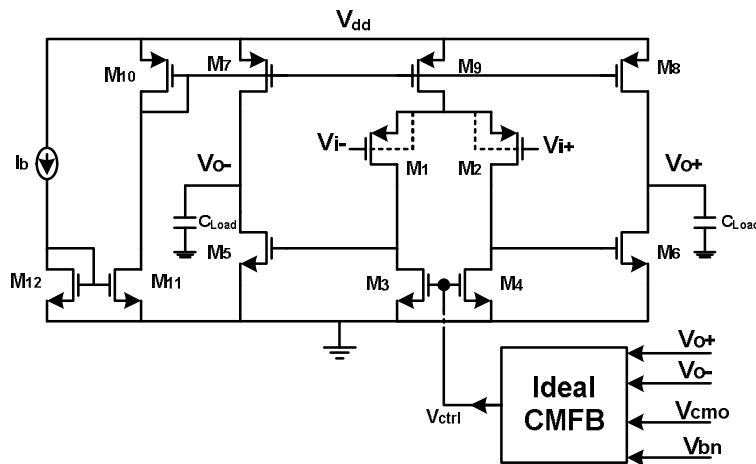 Vdd
M10
M7
M9
M8
Vi-
Vi+
Ib
Vo-
M1
M2
Vo+
CLoad
CLoad
M5
M6
M12
M11
M3
M4
Vo+
Ideal
CMFB
Vo-
Vctrl
Vcmo
Vbn